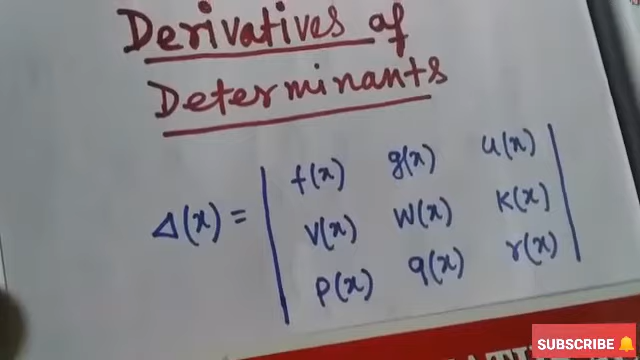 Derivatives of
Determinants
f(x) g(x) u(x)
Δ(x) = v(x) w(x) k(x)
p(x) q(x) r(x)
SUBSCRIBE